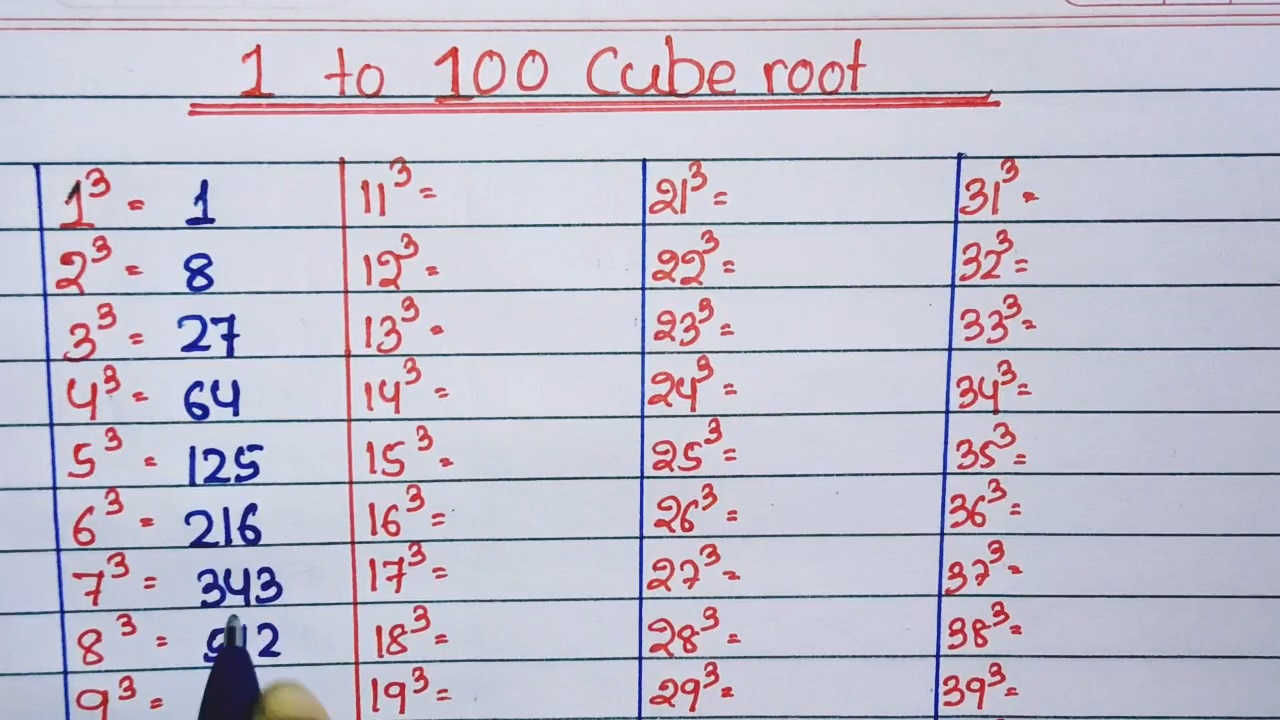 1 to 100 Cube root
1³ = 1 11³ = 21³ = 31³ =
2³ = 8 12³ = 22³ = 32³ =
3³ = 27 13³ = 23³ = 33³ =
4³ = 64 14³ = 24³ = 34³ =
5³ = 125 15³ = 25³ = 35³ =
6³ = 216 16³ = 26³ = 36³ =
7³ = 343 17³ = 27³ = 37³ =
8³ = 512 18³ = 28³ = 38³ =
9³ = 19³ = 29³ = 39³ =